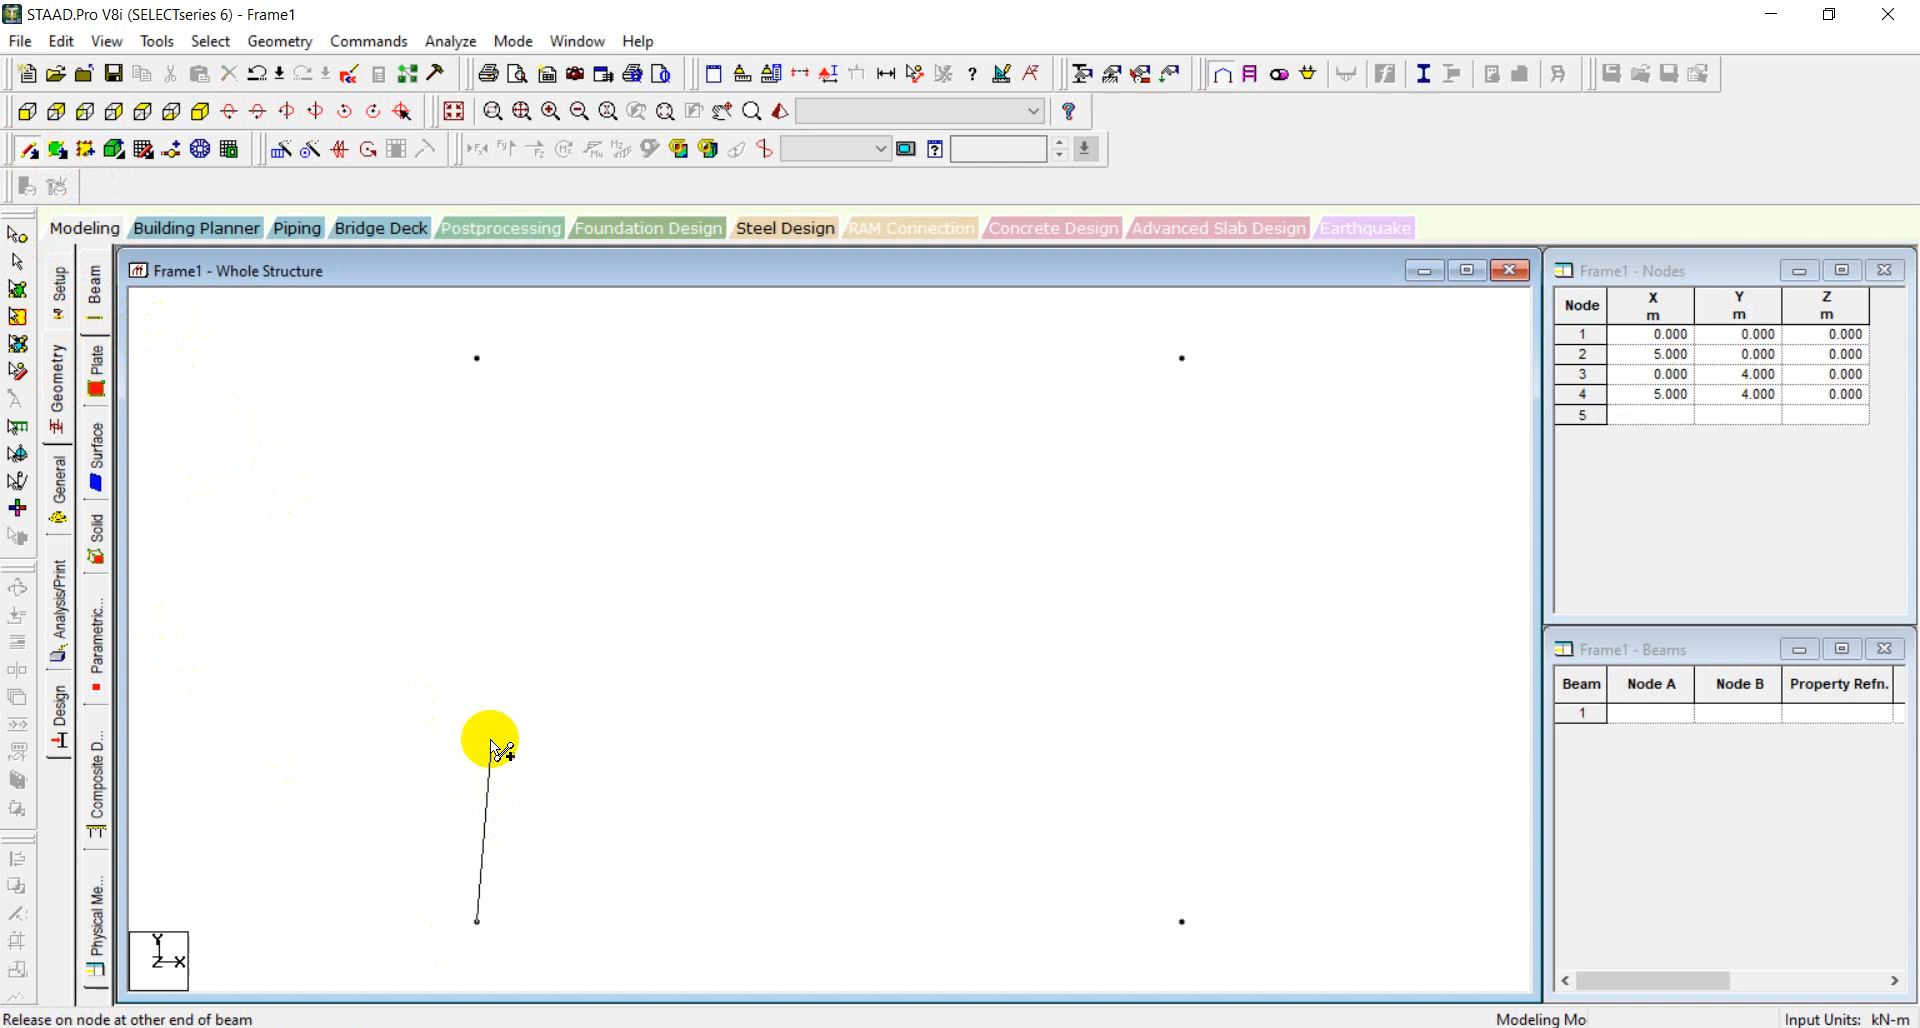 STAAD.Pro V8i (SELECTseries 6) - Frame1
File Edit View Tools Select Geometry Commands Analyze Mode Window Help
Modeling Building Planner Piping Bridge Deck Postprocessing Foundation Design Steel Design RAM Connection Concrete Design Advanced Slab Design Earthquake
Setup
Geometry
General
Analysis/Print
Design
Beam
Plate
Surface
Solid
Parametric...
Composite D...
Physical Me...
Frame1 - Whole Structure
Y
Z X
Frame1 - Nodes
Node X m Y m Z m
1 0.000 0.000 0.000
2 5.000 0.000 0.000
3 0.000 4.000 0.000
4 5.000 4.000 0.000
5
Frame1 - Beams
Beam Node A Node B Property Refn.
1
Release on node at other end of beam
Modeling Mo
Input Units: kN-m